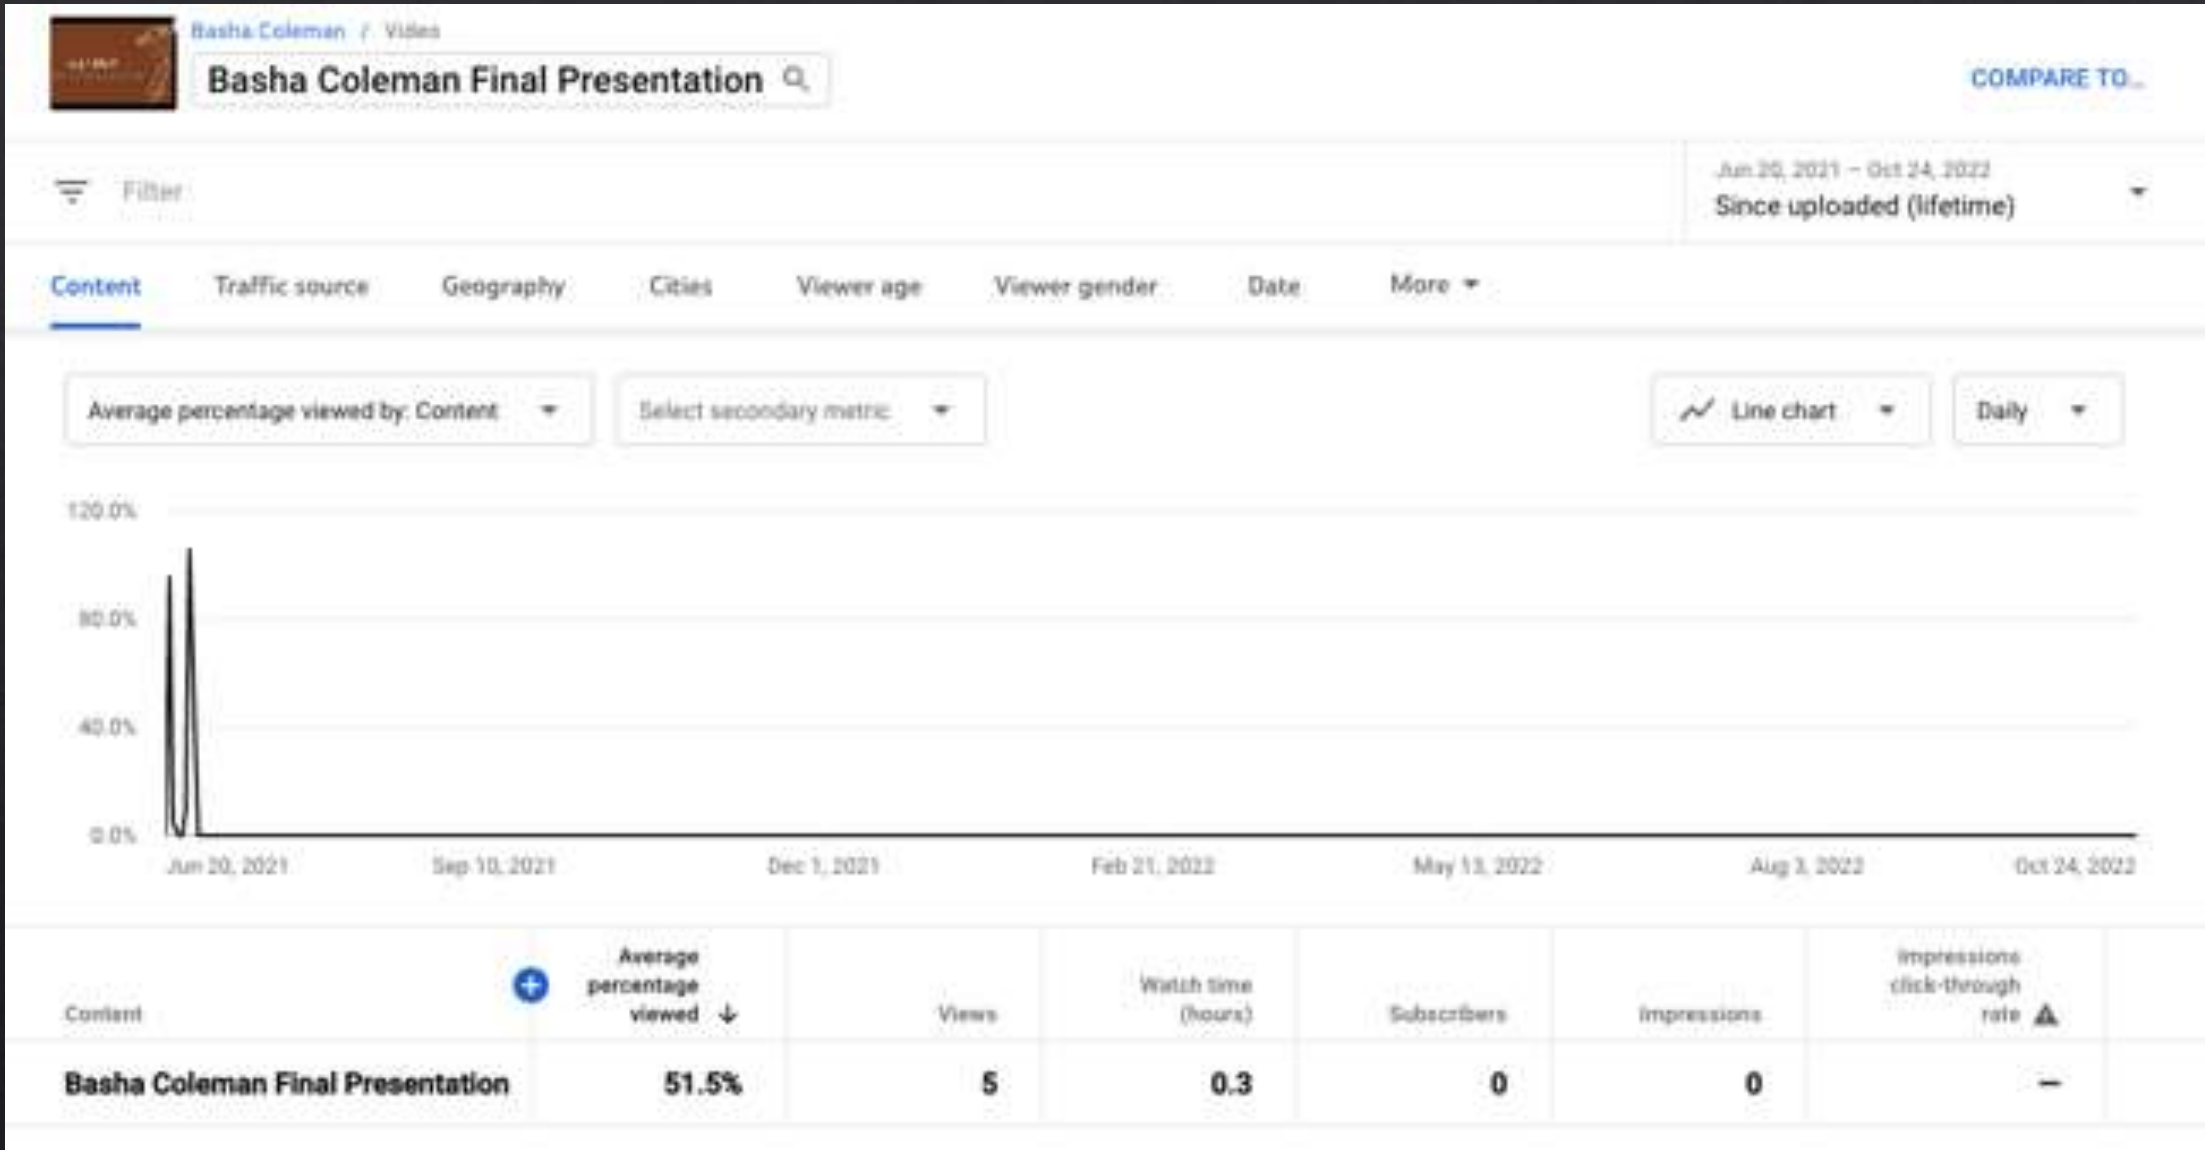 Basha Coleman / Video
Basha Coleman Final Presentation
COMPARE TO...
Filter
Jun 20, 2021 – Oct 24, 2022
Since uploaded (lifetime)
Content Traffic source Geography Cities Viewer age Viewer gender Date More
Average percentage viewed by: Content Select secondary metric Line chart Daily
120.0%
80.0%
40.0%
0.0%
Jun 20, 2021 Sep 10, 2021 Dec 1, 2021 Feb 21, 2022 May 13, 2022 Aug 3, 2022 Oct 24, 2022
Content
Average
percentage
viewed
Views
Watch time
(hours)
Subscribers
Impressions
Impressions
click-through
rate
Basha Coleman Final Presentation 51.5% 5 0.3 0 0 —